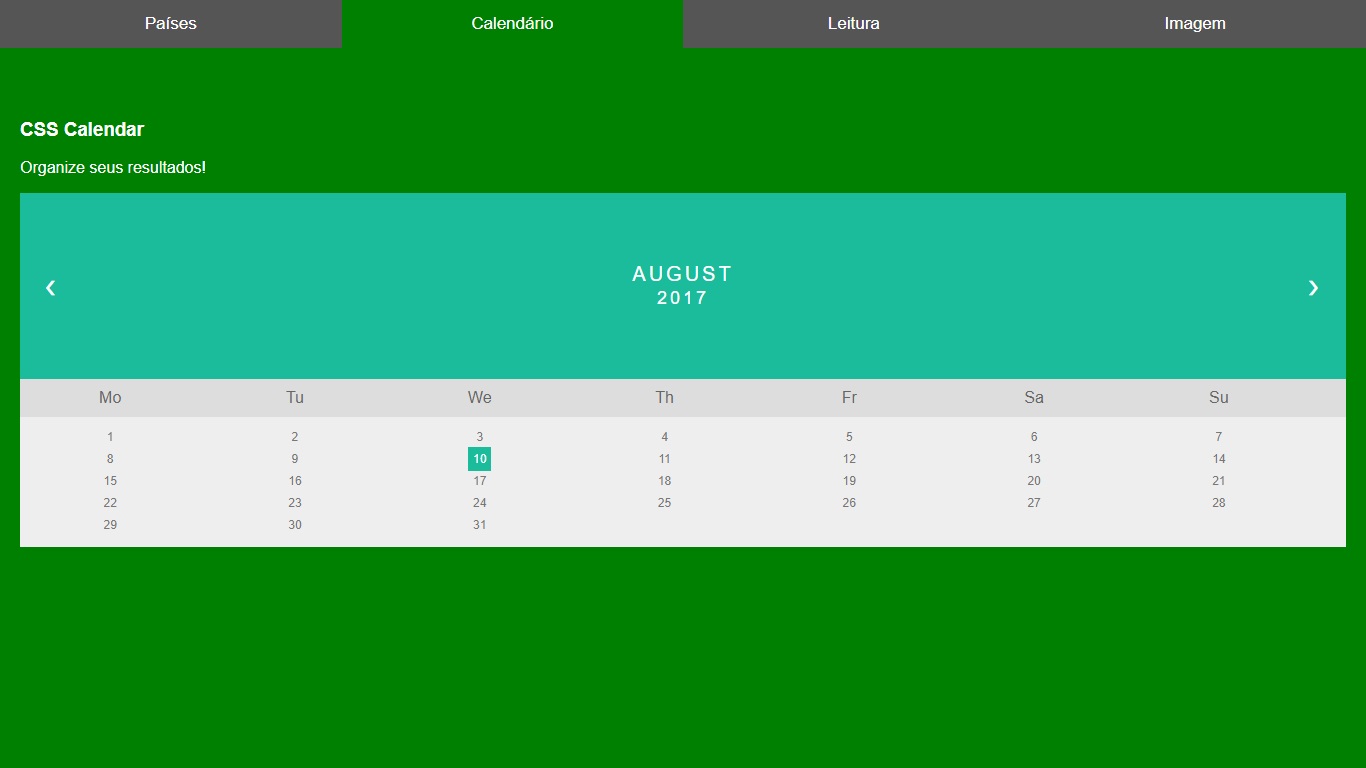 Países Calendário Leitura Imagem
CSS Calendar
Organize seus resultados!
AUGUST
❮ ❯
2017
Mo Tu We Th Fr Sa Su
1 2 3 4 5 6 7
8 9 10 11 12 13 14
15 16 17 18 19 20 21
22 23 24 25 26 27 28
29 30 31